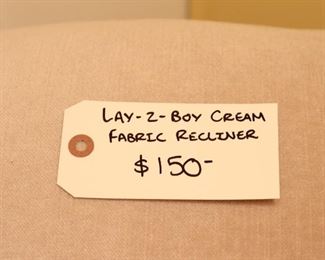 LAY-Z-BOY CREAM
FABRIC RECLINER
$150-